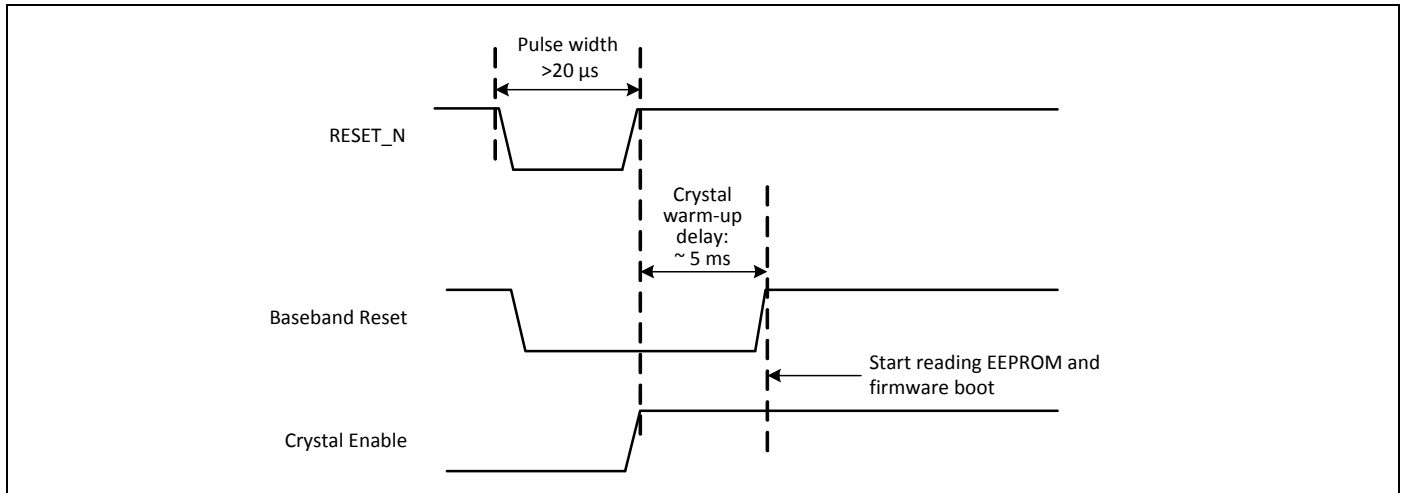 Pulse width
>20 µs
RESET_N
Crystal
warm-up
delay:
~ 5 ms
Baseband Reset
Start reading EEPROM and
firmware boot
Crystal Enable